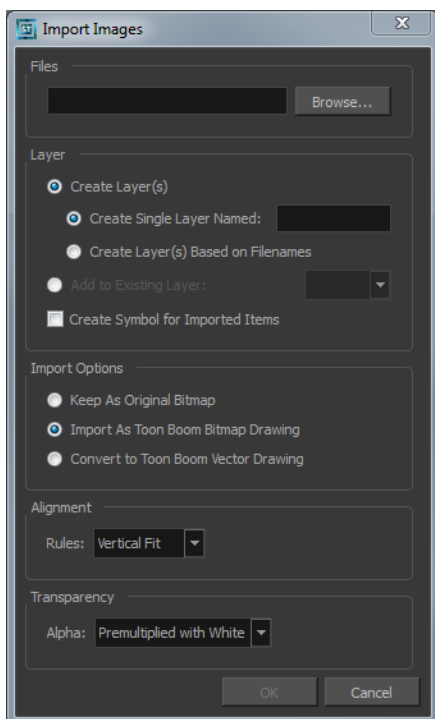 Import Images
Files
Browse...
Layer
Create Layer(s)
Create Single Layer Named:
Create Layer(s) Based on Filenames
Add to Existing Layer:
Create Symbol for Imported Items
Import Options
Keep As Original Bitmap
Import As Toon Boom Bitmap Drawing
Convert to Toon Boom Vector Drawing
Alignment
Rules: Vertical Fit
Transparency
Alpha: Premultiplied with White
OK Cancel